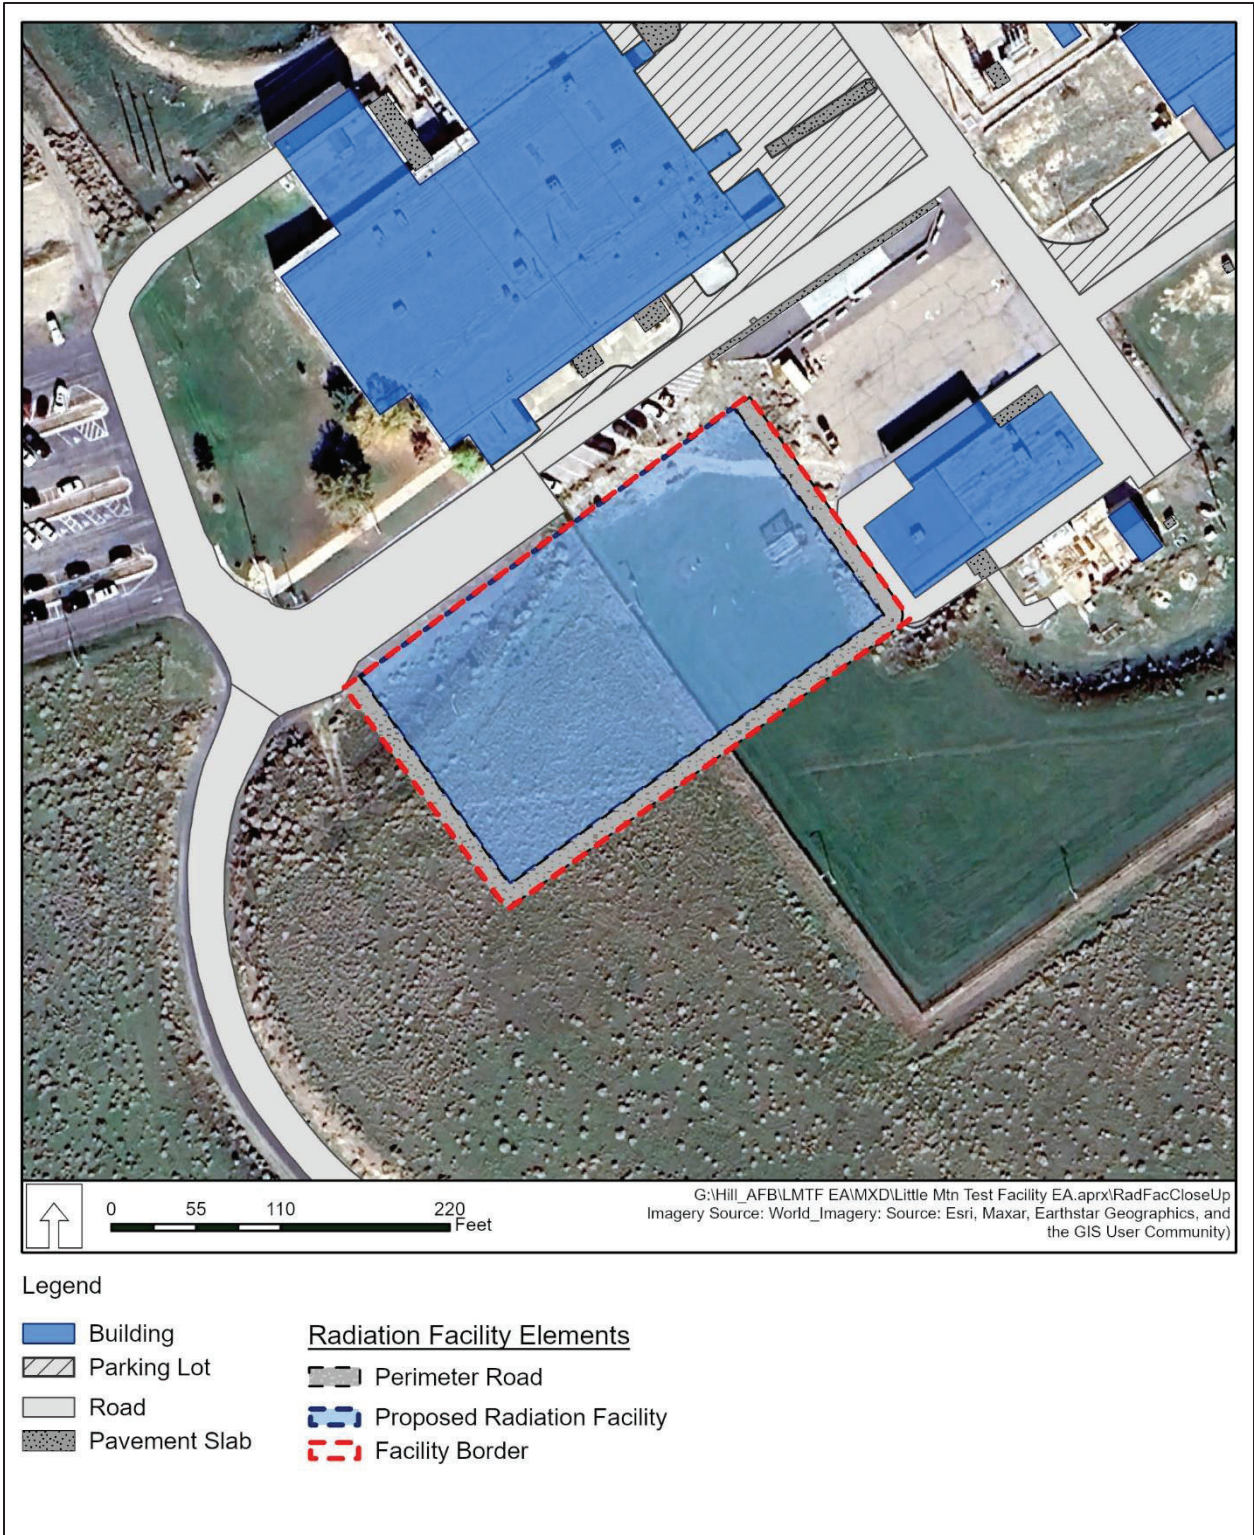 0 55 110 220
Feet
G:\Hill_AFB\LMTF EA\MXD\Little Mtn Test Facility EA.aprx\RadFacCloseUp
Imagery Source: World_Imagery: Source: Esri, Maxar, Earthstar Geographics, and
the GIS User Community)
Legend
Building
Parking Lot
Road
Pavement Slab
Radiation Facility Elements
Perimeter Road
Proposed Radiation Facility
Facility Border